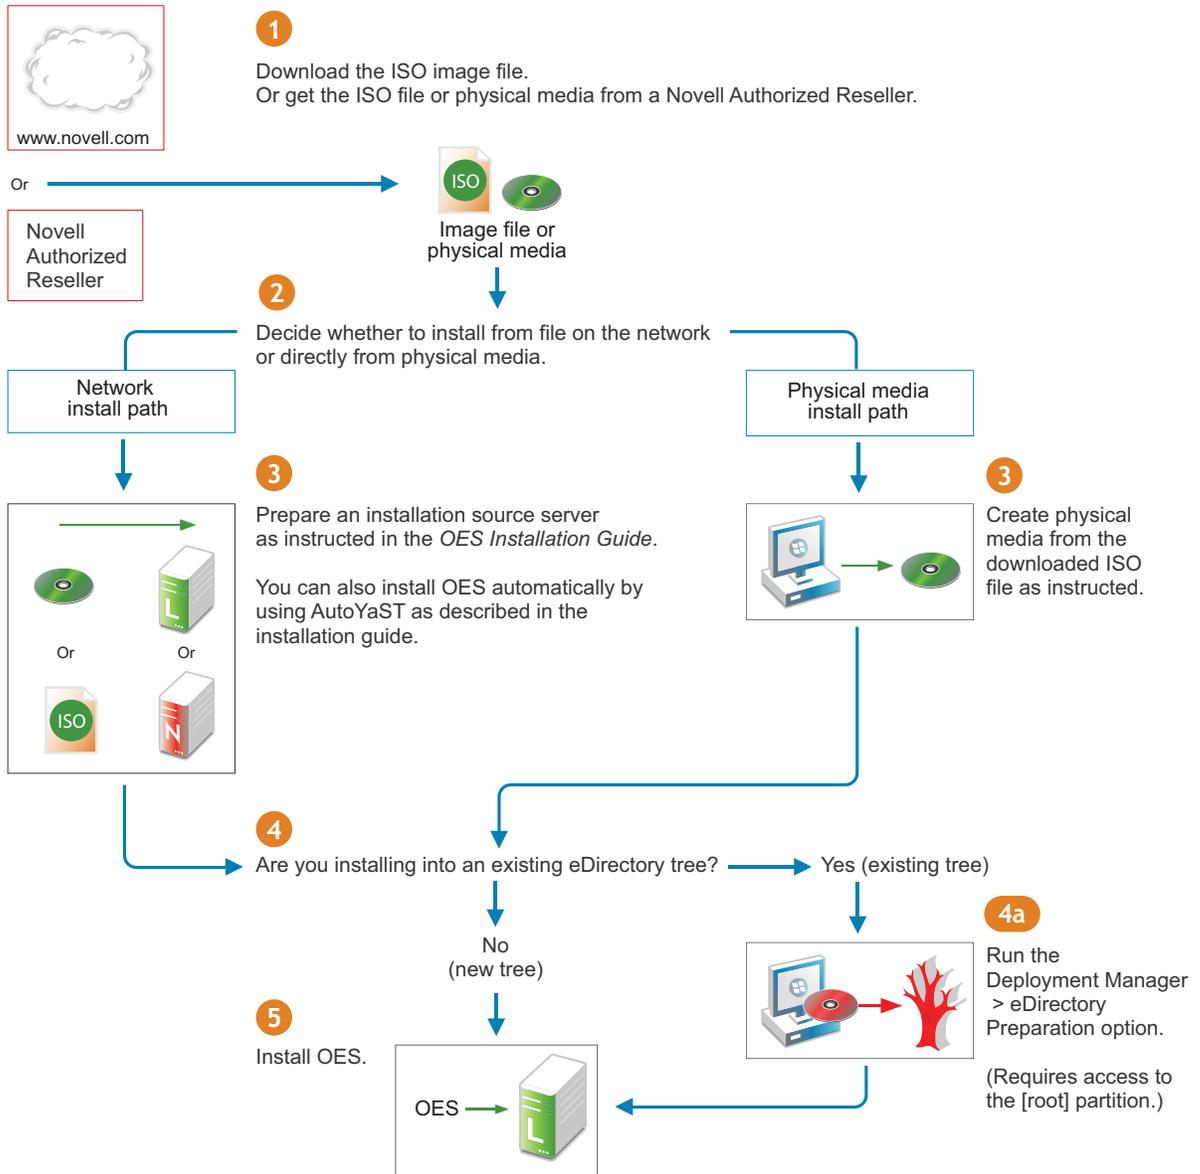 1
Download the ISO image file.
Or get the ISO file or physical media from a Novell Authorized Reseller.
www.novell.com
Or
Novell
Authorized
Reseller
ISO
Image file or
physical media
2
Decide whether to install from file on the network
or directly from physical media.
Network
install path
Physical media
install path
3
Prepare an installation source server
as instructed in the OES Installation Guide.
You can also install OES automatically by
using AutoYaST as described in the
installation guide.
L
Or
Or
ISO
N
3
Create physical
media from the
downloaded ISO
file as instructed.
4
Are you installing into an existing eDirectory tree?
Yes (existing tree)
No
(new tree)
4a
Run the
Deployment Manager
> eDirectory
Preparation option.
(Requires access to
the [root] partition.)
5
Install OES.
OES
L